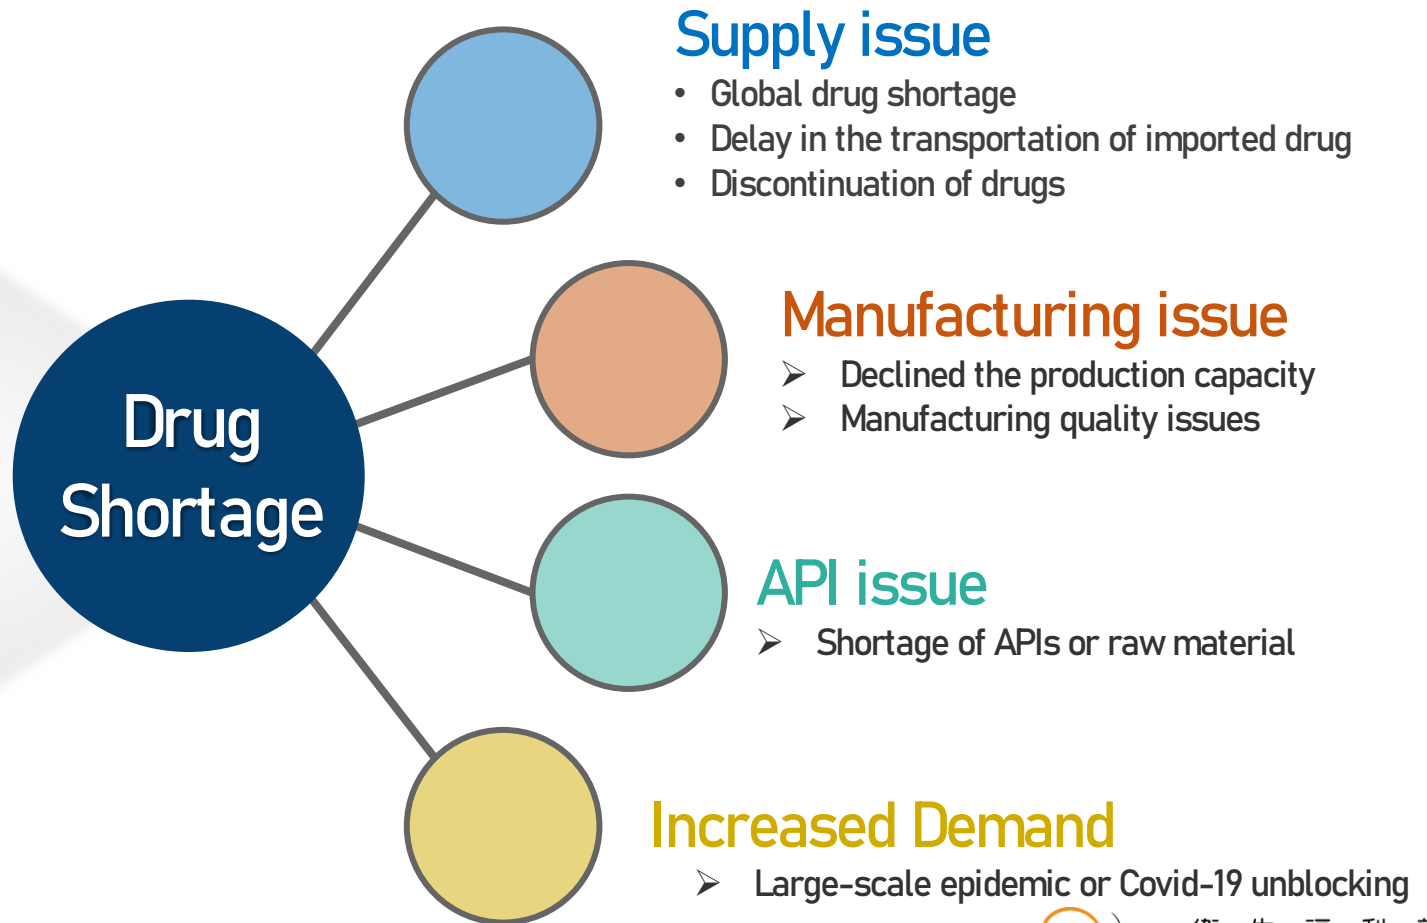 Supply issue
• Global drug shortage
• Delay in the transportation of imported drug
• Discontinuation of drugs
Manufacturing issue
➢ Declined the production capacity
➢ Manufacturing quality issues
Drug
Shortage
API issue
➢ Shortage of APIs or raw material
Increased Demand
➢ Large-scale epidemic or Covid-19 unblocking